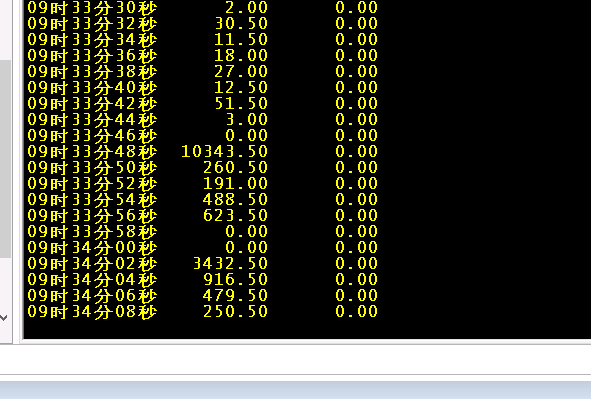 09时33分30秒 2.00 0.00
09时33分32秒 30.50 0.00
09时33分34秒 11.50 0.00
09时33分36秒 18.00 0.00
09时33分38秒 27.00 0.00
09时33分40秒 12.50 0.00
09时33分42秒 51.50 0.00
09时33分44秒 3.00 0.00
09时33分46秒 0.00 0.00
09时33分48秒 10343.50 0.00
09时33分50秒 260.50 0.00
09时33分52秒 191.00 0.00
09时33分54秒 488.50 0.00
09时33分56秒 623.50 0.00
09时33分58秒 0.00 0.00
09时34分00秒 0.00 0.00
09时34分02秒 3432.50 0.00
09时34分04秒 916.50 0.00
09时34分06秒 479.50 0.00
09时34分08秒 250.50 0.00